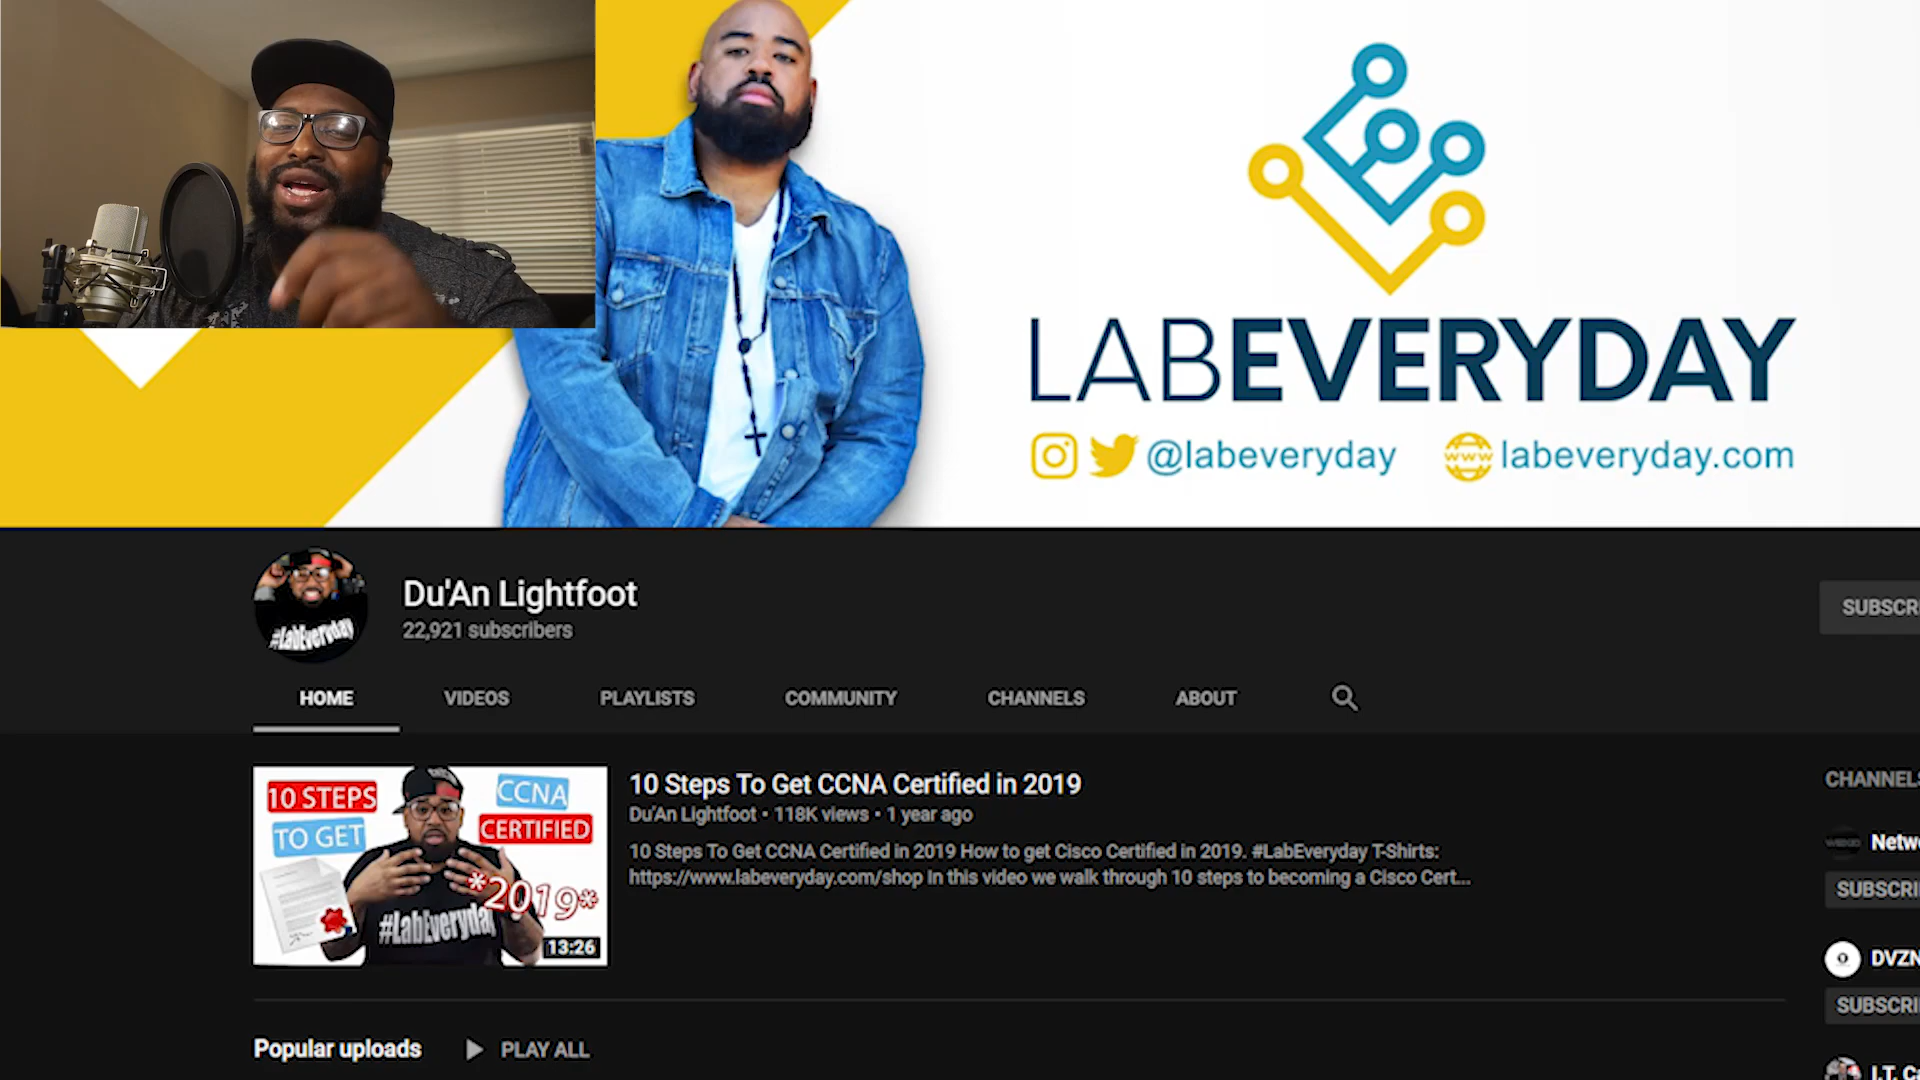 LABEVERYDAY
@labeveryday
www labeveryday.com
#LabEveryday
Du'An Lightfoot
22,921 subscribers
SUBSCRI
HOME VIDEOS PLAYLISTS COMMUNITY CHANNELS ABOUT
10 STEPS
TO GET
CCNA
CERTIFIED
*2019*
#LabEveryday
13:26
10 Steps To Get CCNA Certified in 2019
Du'An Lightfoot • 118K views • 1 year ago
10 Steps To Get CCNA Certified in 2019 How to get Cisco Certified in 2019. #LabEveryday T-Shirts:
https://www.labeveryday.com/shop In this video we walk through 10 steps to becoming a Cisco Cert...
CHANNELS
Netwo
SUBSCRI
DVZN
SUBSCRI
I.T. C
Popular uploads PLAY ALL